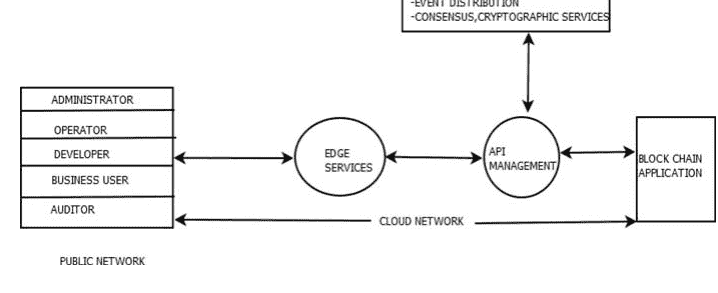 -EVENT DISTRIBUTION
-CONSENSUS,CRYPTOGRAPHIC SERVICES
ADMINISTRATOR
OPERATOR
DEVELOPER
BUSINESS USER
AUDITOR
EDGE
SERVICES
API
MANAGEMENT
BLOCK CHAIN
APPLICATION
CLOUD NETWORK
PUBLIC NETWORK